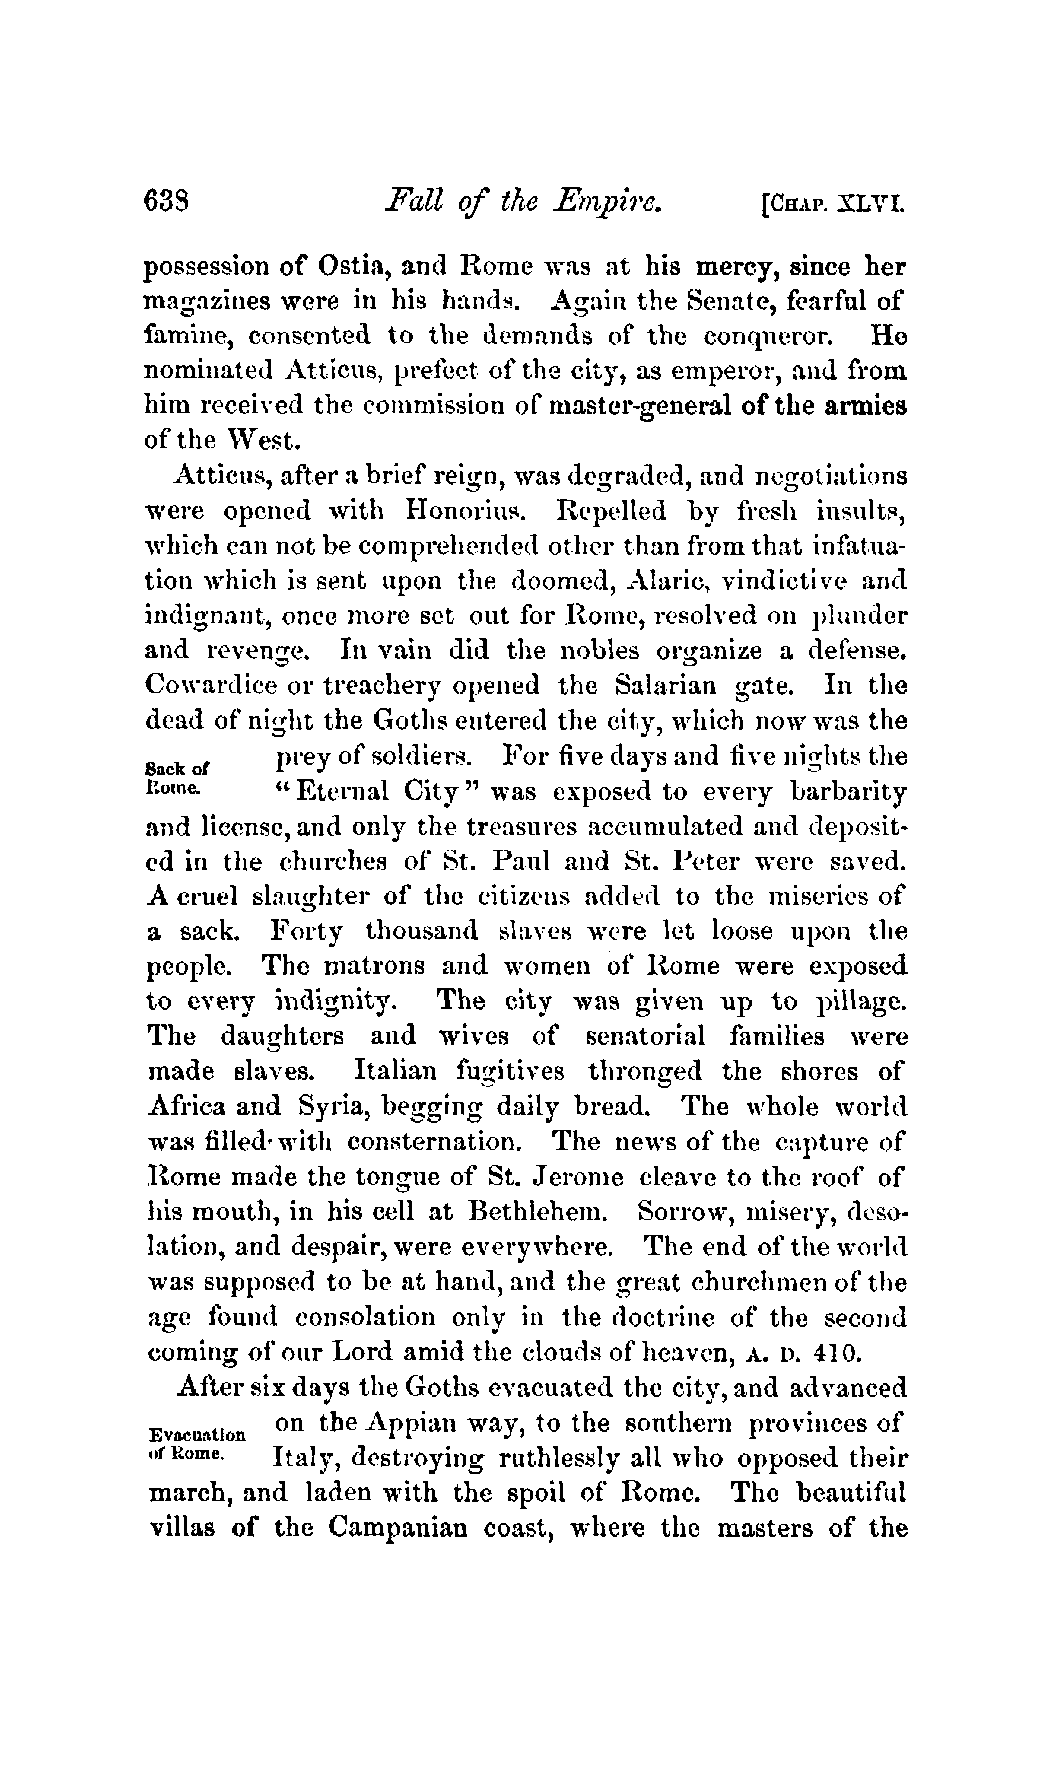 638 Fall of the Empire. [CHAP. XLVI.
possession of Ostia, and Rome was at his mercy, since her
magazines were in his hands. Again the Senate, fearful of
famine, consented to the demands of the conqueror. He
nominated Atticus, prefect of the city, as emperor, and from
him received the commission of master-general of the armies
of the West.
Atticus, after a brief reign, was degraded, and negotiations
were opened with Honorius. Repelled by fresh insults,
which can not be comprehended other than from that infatua-
tion which is sent upon the doomed, Alaric, vindictive and
indignant, once more set out for Rome, resolved on plunder
and revenge. In vain did the nobles organize a defense.
Cowardice or treachery opened the Salarian gate. In the
dead of night the Goths entered the city, which now was the
prey of soldiers. For five days and five nights the
Sack of
Rome. "Eternal City" was exposed to every barbarity
and license, and only the treasures accumulated and deposit-
ed in the churches of St. Paul and St. Peter were saved.
A cruel slaughter of the citizens added to the miseries of
a sack. Forty thousand slaves were let loose upon the
people. The matrons and women of Rome were exposed
to every indignity. The city was given up to pillage.
The daughters and wives of senatorial families were
made slaves. Italian fugitives thronged the shores of
Africa and Syria, begging daily bread. The whole world
was filled with consternation. The news of the capture of
Rome made the tongue of St. Jerome cleave to the roof of
his mouth, in his cell at Bethlehem. Sorrow, misery, deso-
lation, and despair, were everywhere. The end of the world
was supposed to be at hand, and the great churchmen of the
age found consolation only in the doctrine of the second
coming of our Lord amid the clouds of heaven, A. D. 410.
After six days the Goths evacuated the city, and advanced
on the Appian way, to the southern provinces of
Evacuation
of Rome. Italy, destroying ruthlessly all who opposed their
march, and laden with the spoil of Rome. The beautiful
villas of the Campanian coast, where the masters of the